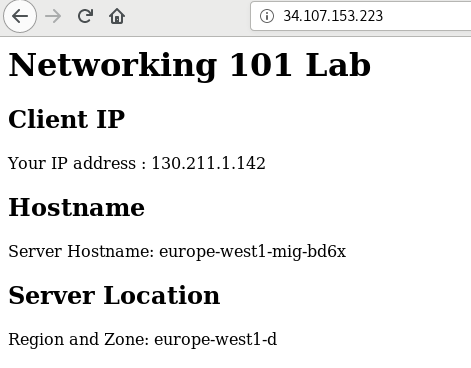 34.107.153.223
Networking 101 Lab
Client IP
Your IP address : 130.211.1.142
Hostname
Server Hostname: europe-west1-mig-bd6x
Server Location
Region and Zone: europe-west1-d